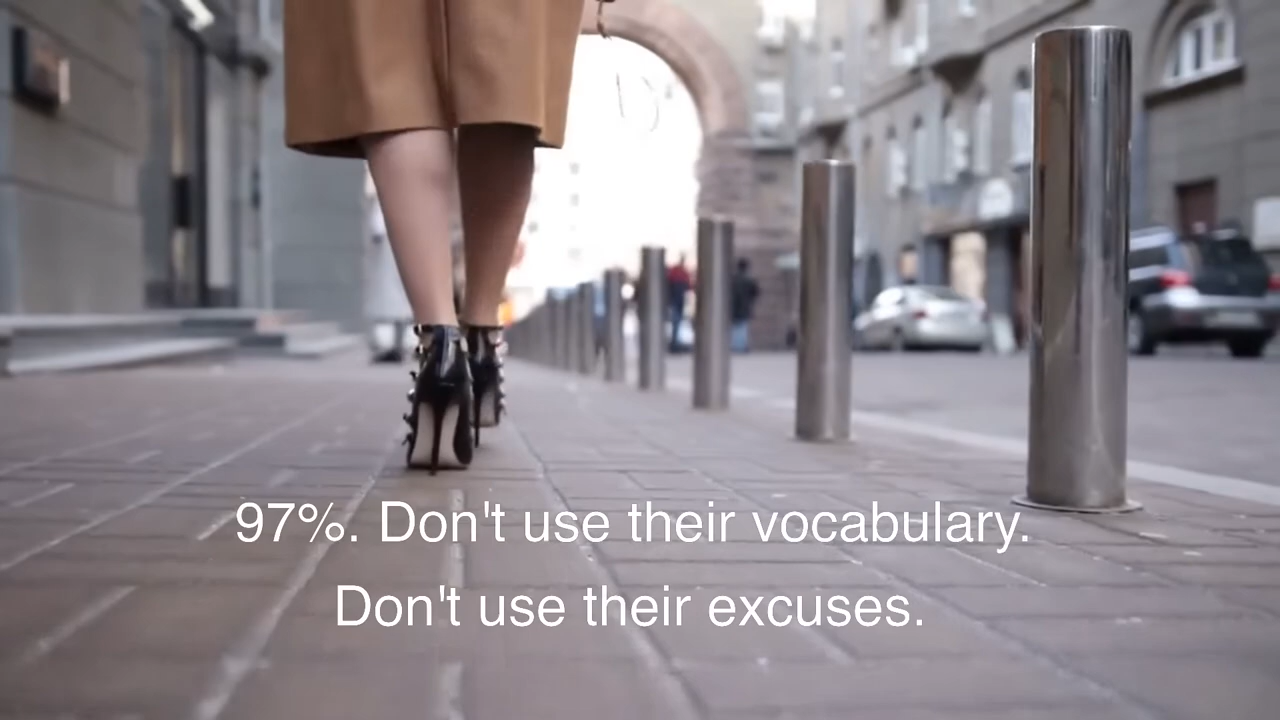 97%. Don't use their vocabulary.
Don't use their excuses.